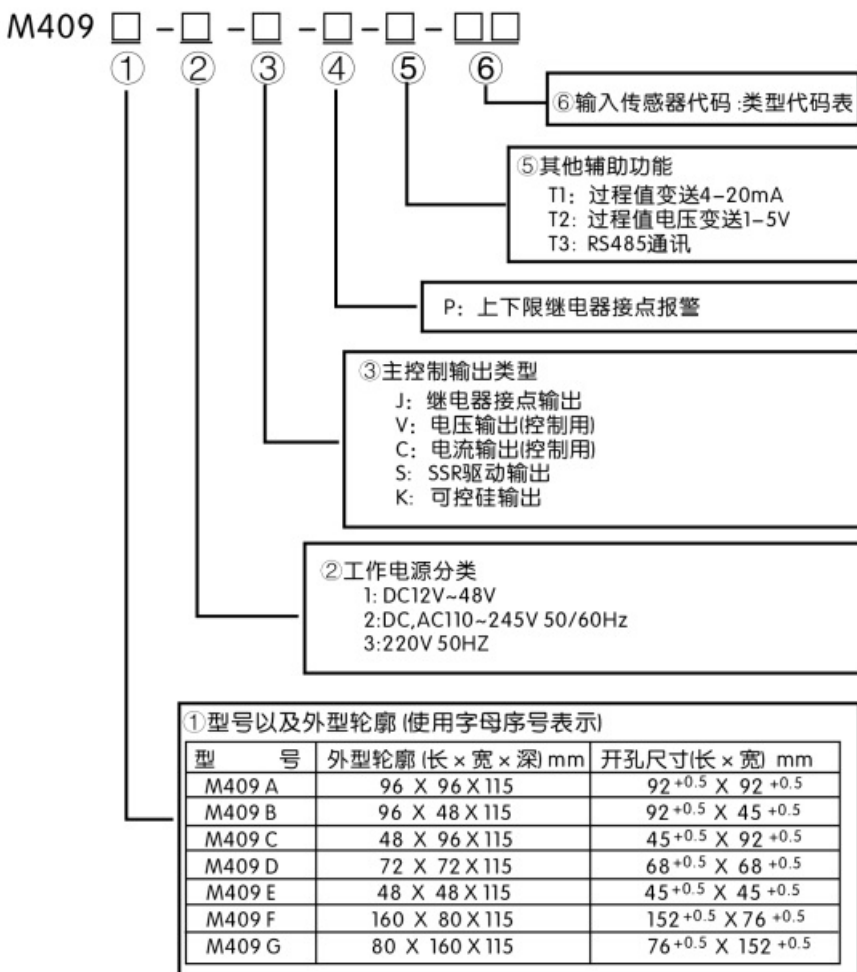 M409 □ - □ - □ - □ - □ - □□
① ② ③ ④ ⑤ ⑥
⑥输入传感器代码:类型代码表
⑤其他辅助功能
T1: 过程值变送4-20mA
T2: 过程值电压变送1-5V
T3: RS485通讯
P: 上下限继电器接点报警
③主控制输出类型
J: 继电器接点输出
V: 电压输出(控制用)
C: 电流输出(控制用)
S: SSR驱动输出
K: 可控硅输出
②工作电源分类
1: DC12V~48V
2:DC,AC110~245V 50/60Hz
3:220V 50HZ
①型号以及外型轮廓 (使用字母序号表示)
型 号 外型轮廓 (长 × 宽 × 深) mm 开孔尺寸(长 × 宽) mm
M409 A 96 X 96 X 115 92+0.5 X 92 +0.5
M409 B 96 X 48 X 115 92+0.5 X 45 +0.5
M409 C 48 X 96 X 115 45+0.5 X 92 +0.5
M409 D 72 X 72 X 115 68+0.5 X 68 +0.5
M409 E 48 X 48 X 115 45+0.5 X 45 +0.5
M409 F 160 X 80 X 115 152+0.5 X 76 +0.5
M409 G 80 X 160 X 115 76+0.5 X 152 +0.5